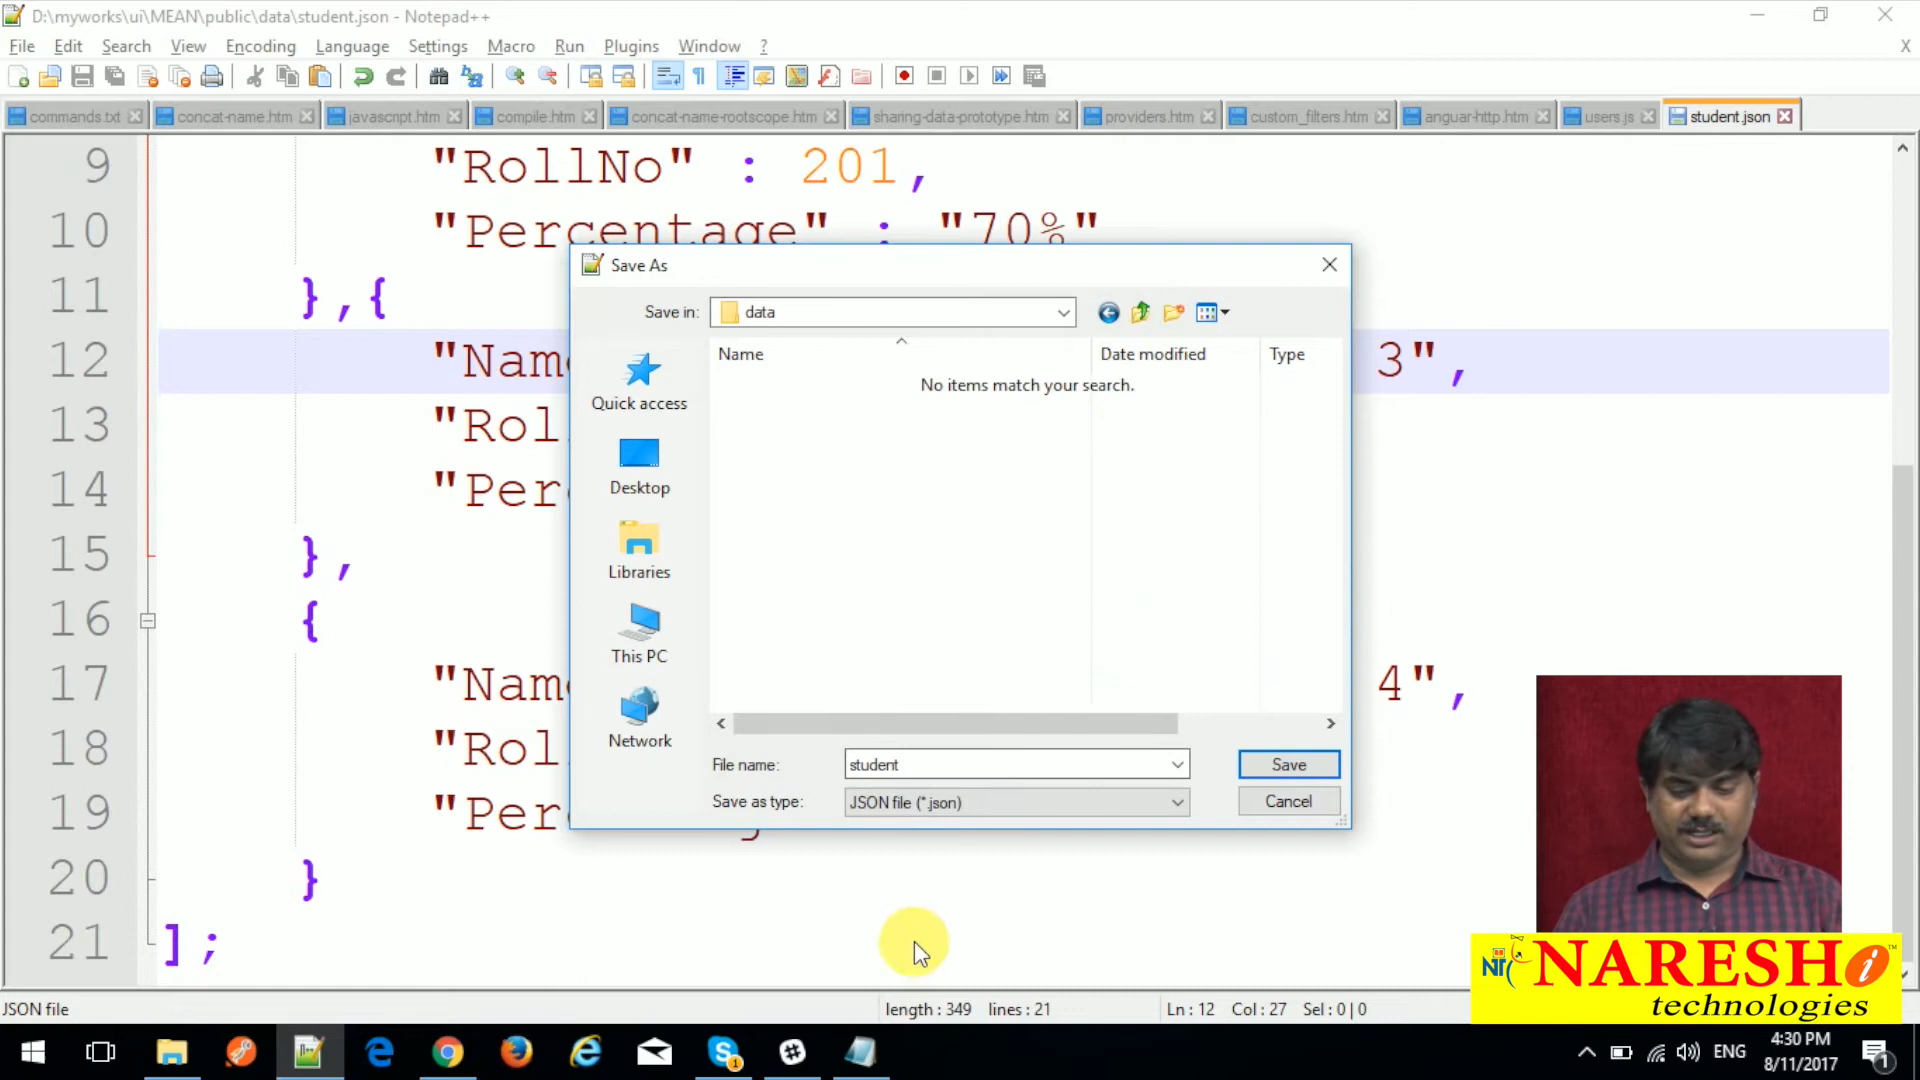 D:\myworks\ui\MEAN\public\data\student.json - Notepad++
File Edit Search View Encoding Language Settings Macro Run Plugins Window ?
X
commands.txt concat-name.htm javascript.htm compile.htm concat-name-rootscope.htm sharing-data-prototype.htm providers.htm custom_filters.htm anguar-http.htm users.js student.json
9 "RollNo" : 201,
10 "Percentage" : "70%"
11 },{
12 "Name 3",
13 "Rol
14 "Per
15 },
16 {
17 "Name 4",
18 "Rol
19 "Per
20 }
21 ];
Save As
Save in: data
Name Date modified Type
No items match your search.
Quick access
Desktop
Libraries
This PC
Network
File name: student Save
Save as type: JSON file (*.json) Cancel
NARESH i
technologies
JSON file length : 349 lines : 21 Ln : 12 Col : 27 Sel : 0 | 0
ENG
4:30 PM
8/11/2017
1
1